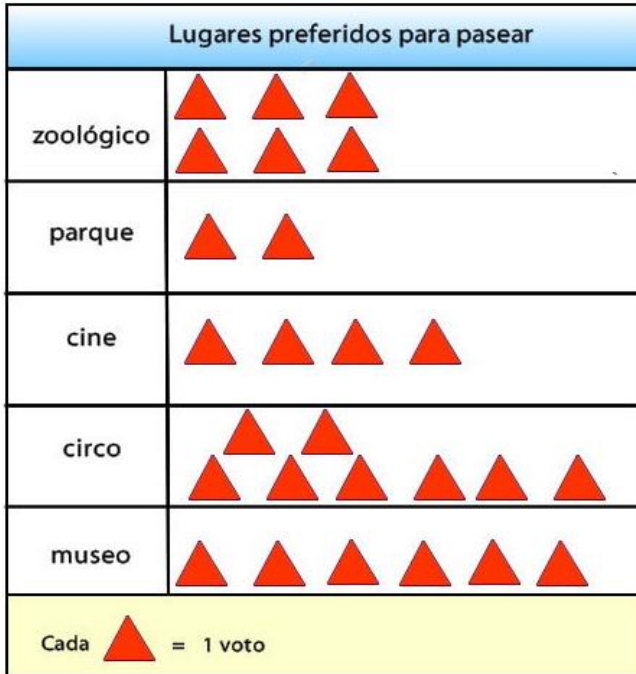 Lugares preferidos para pasear
zoológico
parque
cine
circo
museo
Cada = 1 voto